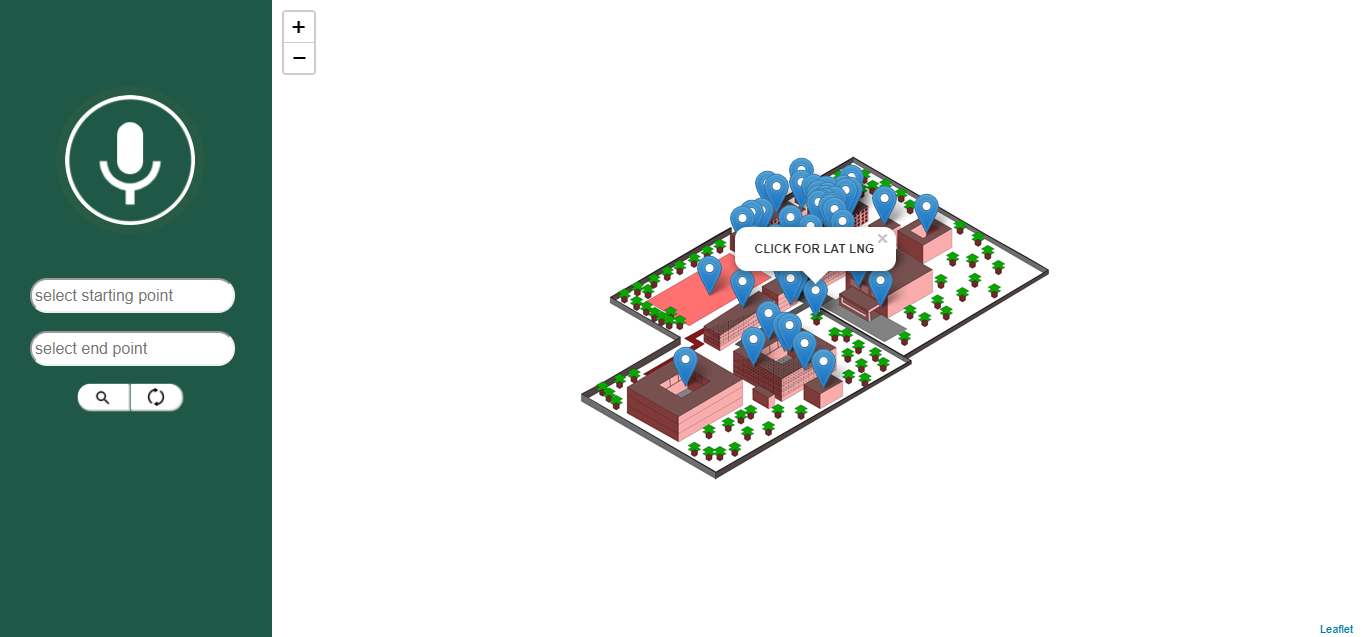 +
−
×
CLICK FOR LAT LNG
select starting point
select end point
Leaflet